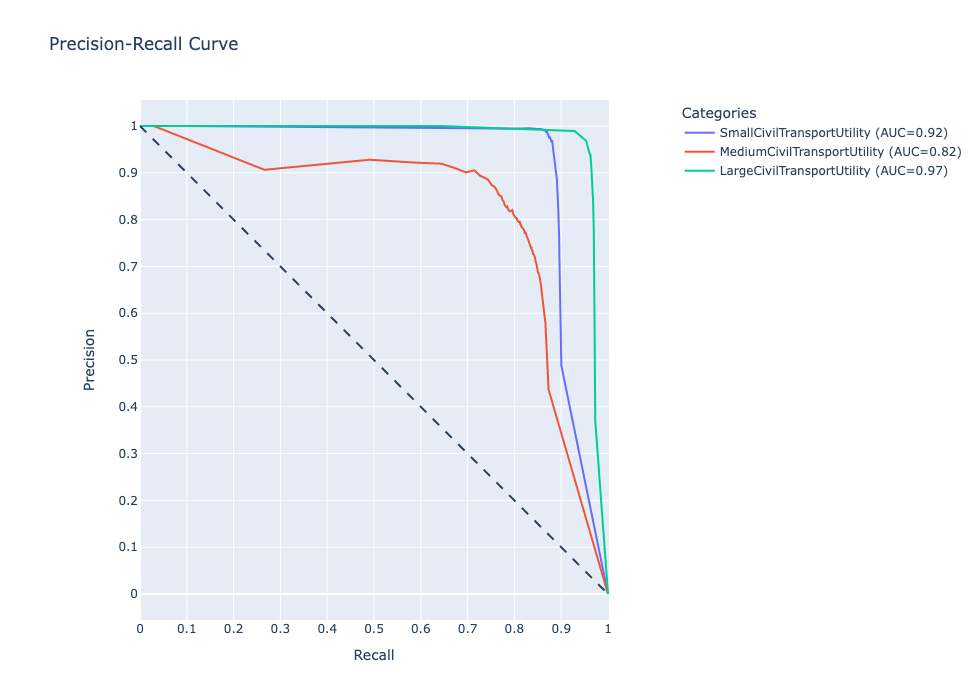 Precision-Recall Curve
Categories
SmallCivilTransportUtility (AUC=0.92)
MediumCivilTransportUtility (AUC=0.82)
LargeCivilTransportUtility (AUC=0.97)
Precision
1
0.9
0.8
0.7
0.6
0.5
0.4
0.3
0.2
0.1
0
0 0.1 0.2 0.3 0.4 0.5 0.6 0.7 0.8 0.9 1
Recall